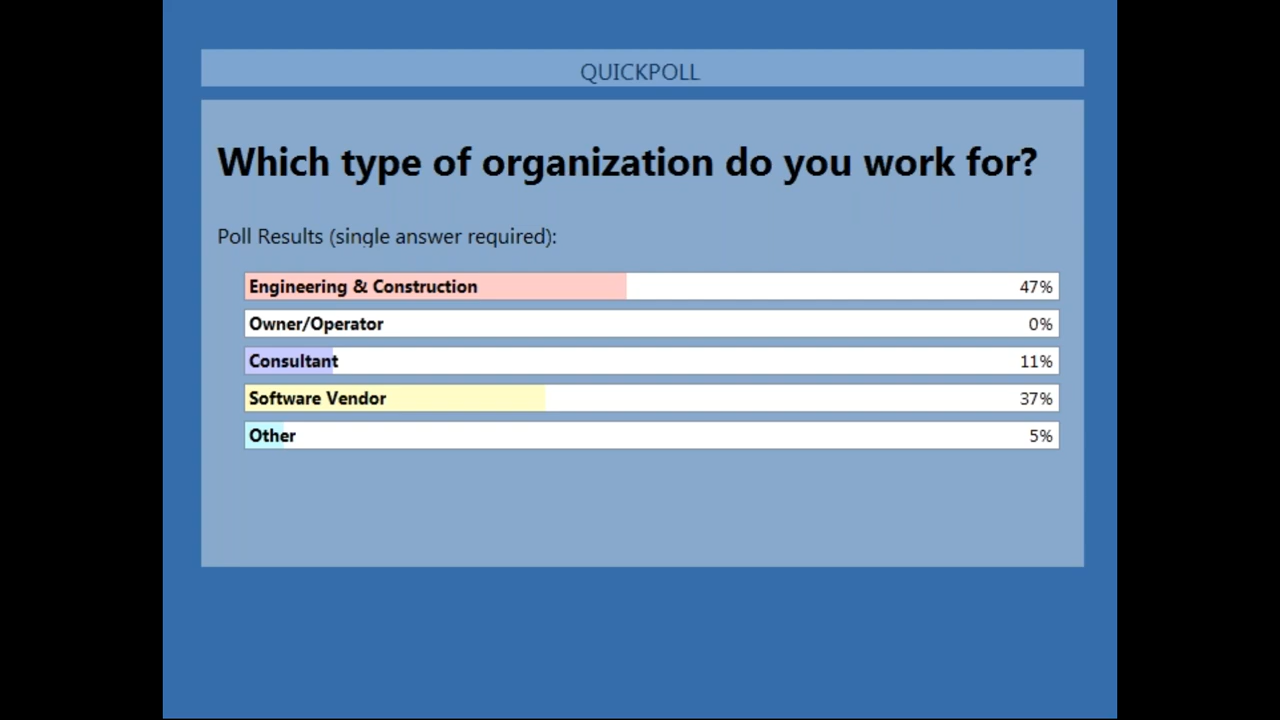 QUICKPOLL
Which type of organization do you work for?
Poll Results (single answer required):
Engineering & Construction 47%
Owner/Operator 0%
Consultant 11%
Software Vendor 37%
Other 5%